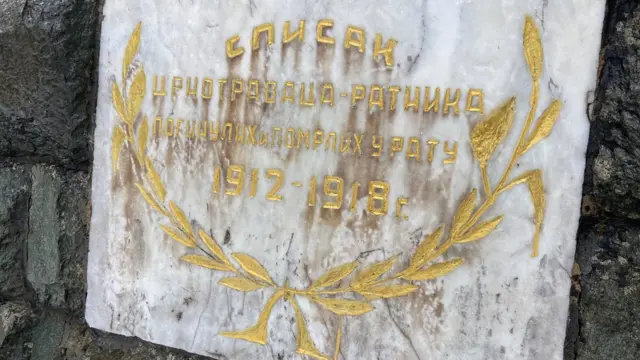 СПИСАК
ЦРНОТРАВАЦА-РАТНИКА
ПОГИНУЛИХ И ПОМРЛИХ У РАТУ
1912-1918 г.